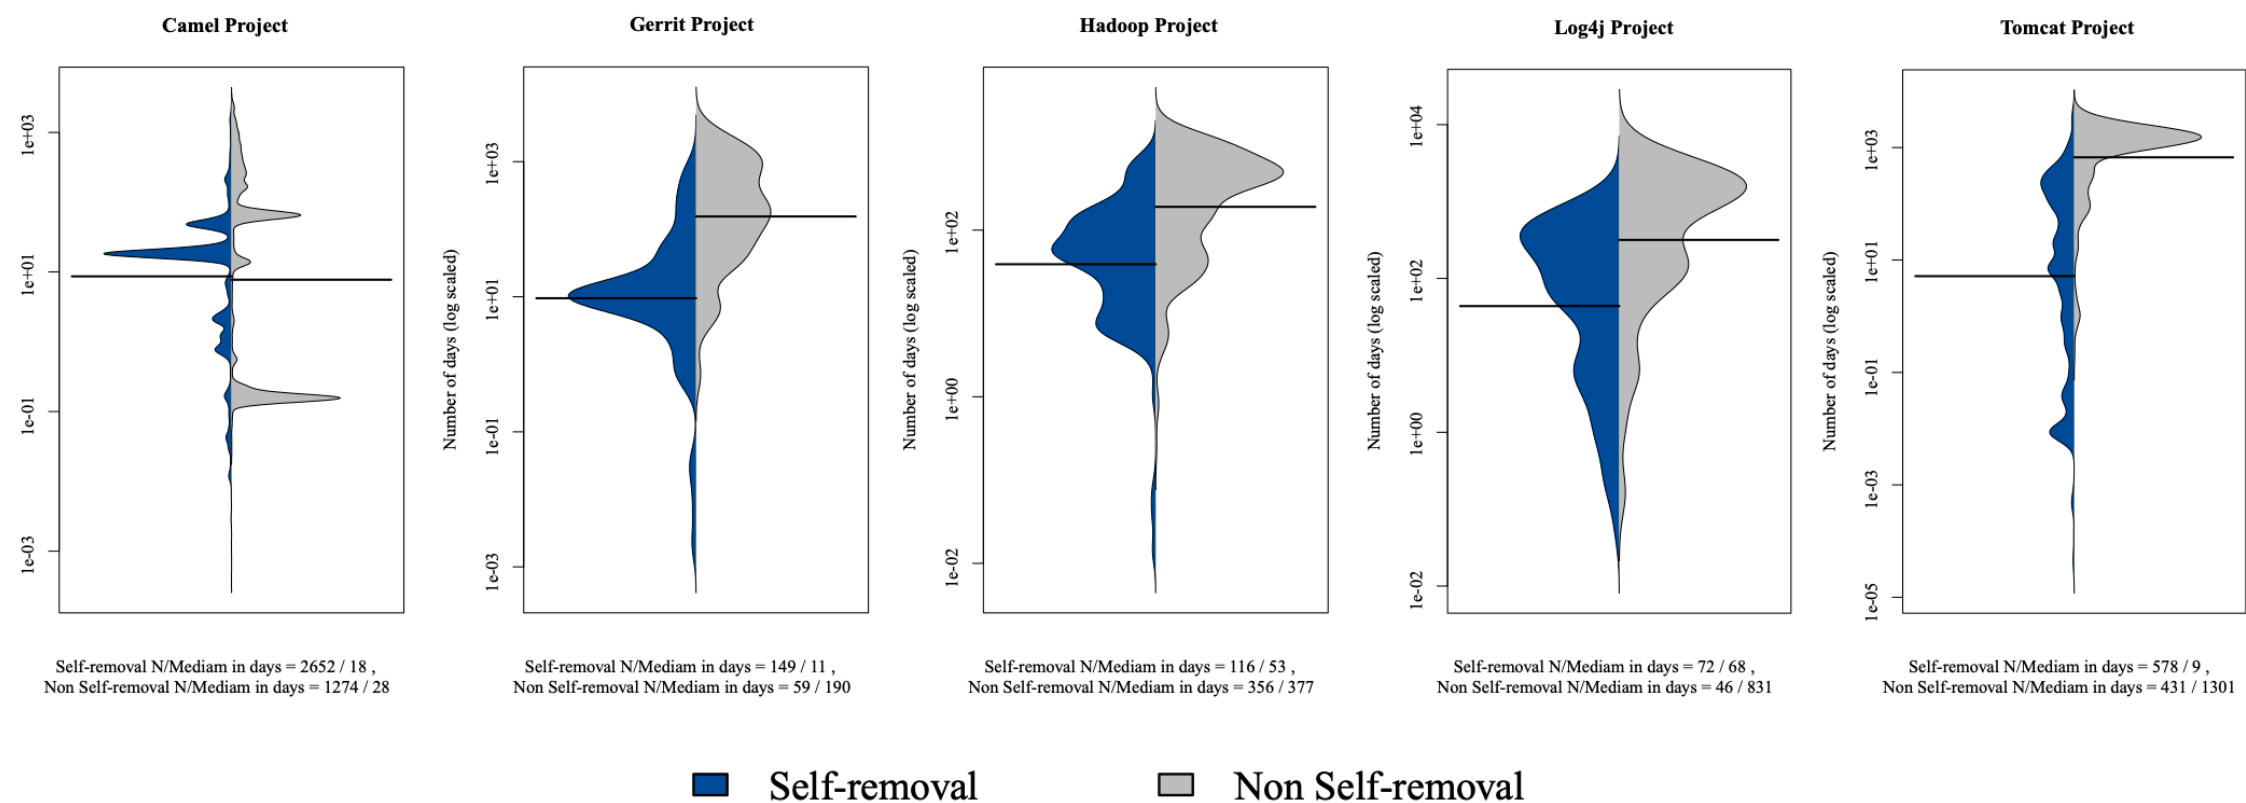 Camel Project
1e+03
1e+01
1e-01
1e-03
Self-removal N/Mediam in days = 2652 / 18 ,
Non Self-removal N/Mediam in days = 1274 / 28
Gerrit Project
Number of days (log scaled)
1e+03
1e+01
1e-01
1e-03
Self-removal N/Mediam in days = 149 / 11 ,
Non Self-removal N/Mediam in days = 59 / 190
Hadoop Project
Number of days (log scaled)
1e+02
1e+00
1e-02
Self-removal N/Mediam in days = 116 / 53 ,
Non Self-removal N/Mediam in days = 356 / 377
Log4j Project
Number of days (log scaled)
1e+04
1e+02
1e+00
1e-02
Self-removal N/Mediam in days = 72 / 68 ,
Non Self-removal N/Mediam in days = 46 / 831
Tomcat Project
Number of days (log scaled)
1e+03
1e+01
1e-01
1e-03
1e-05
Self-removal N/Mediam in days = 578 / 9 ,
Non Self-removal N/Mediam in days = 431 / 1301
Self-removal
Non Self-removal